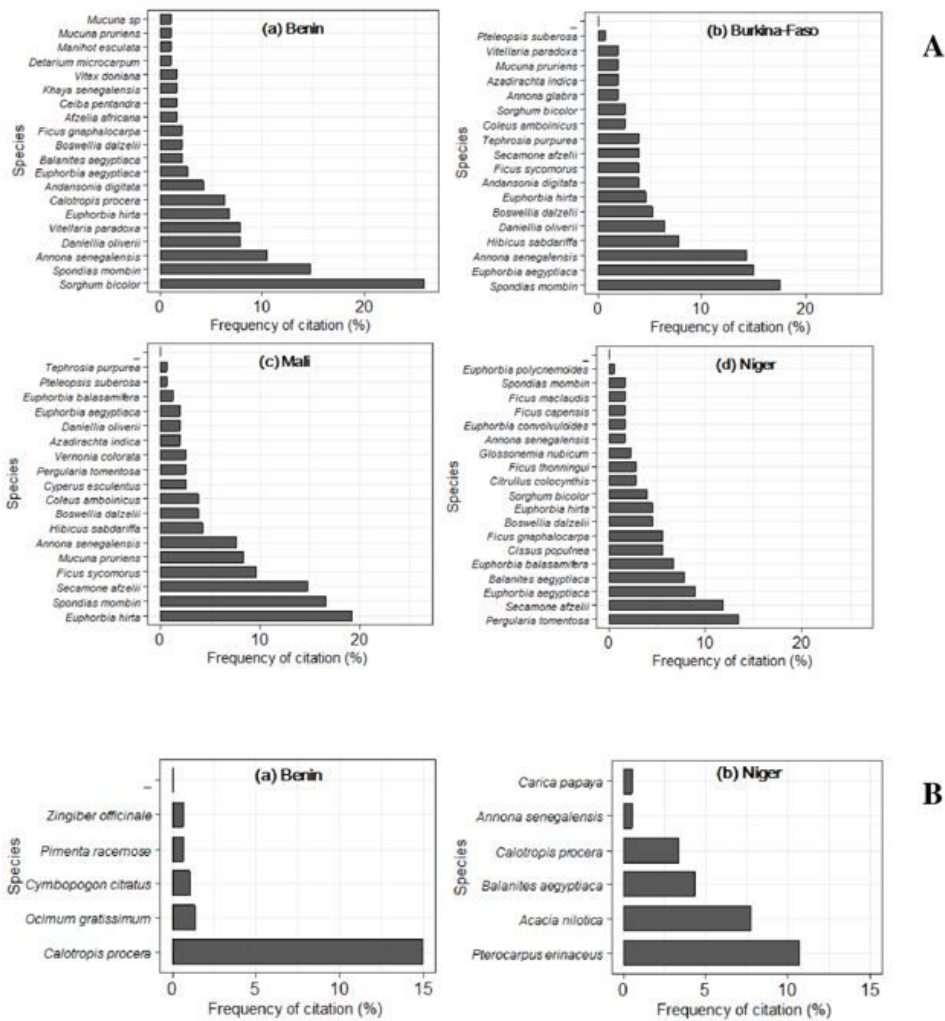 A
(a) Benin
Species
Mucuna sp
Mucuna pruriens
Manihot esculata
Detarium microcarpum
Vitex doniana
Khaya senegalensis
Ceiba pentandra
Afzelia africana
Ficus gnaphalocarpa
Boswellia dalzelii
Balanites aegyptiaca
Euphorbia aegyptiaca
Andansonia digitata
Calotropis procera
Euphorbia hirta
Vitellaria paradoxa
Daniellia oliverii
Annona senegalensis
Spondias mombin
Sorghum bicolor
0 10 20
Frequency of citation (%)
(b) Burkina-Faso
Species
–
Pteleopsis suberosa
Vitellaria paradoxa
Mucuna pruriens
Azadirachta indica
Annona glabra
Sorghum bicolor
Coleus amboinicus
Tephrosia purpurea
Secamone afzelii
Ficus sycomorus
Andansonia digitata
Euphorbia hirta
Boswellia dalzelii
Daniellia oliverii
Hibicus sabdariffa
Annona senegalensis
Euphorbia aegyptiaca
Spondias mombin
0 10 20
Frequency of citation (%)
(c) Mali
Species
–
Tephrosia purpurea
Pteleopsis suberosa
Euphorbia balasamifera
Euphorbia aegyptiaca
Daniellia oliverii
Azadirachta indica
Vernonia colorata
Pergularia tomentosa
Cyperus esculentus
Coleus amboinicus
Boswellia dalzelii
Hibicus sabdariffa
Annona senegalensis
Mucuna pruriens
Ficus sycomorus
Secamone afzelii
Spondias mombin
Euphorbia hirta
0 10 20
Frequency of citation (%)
(d) Niger
Species
–
Euphorbia polycnemoides
Spondias mombin
Ficus maclaudis
Ficus capensis
Euphorbia convolvuloides
Annona senegalensis
Glossonemia nubicum
Ficus thonningui
Citrullus colocynthis
Sorghum bicolor
Euphorbia hirta
Boswellia dalzelii
Ficus gnaphalocarpa
Cissus populnea
Euphorbia balasamifera
Balanites aegyptiaca
Euphorbia aegyptiaca
Secamone afzelii
Pergularia tomentosa
0 10 20
Frequency of citation (%)
B
(a) Benin
Species
–
Zingiber officinale
Pimenta racemose
Cymbopogon citratus
Ocimum gratissimum
Calotropis procera
0 5 10 15
Frequency of citation (%)
(b) Niger
Species
Carica papaya
Annona senegalensis
Calotropis procera
Balanites aegyptiaca
Acacia nilotica
Pterocarpus erinaceus
0 5 10 15
Frequency of citation (%)